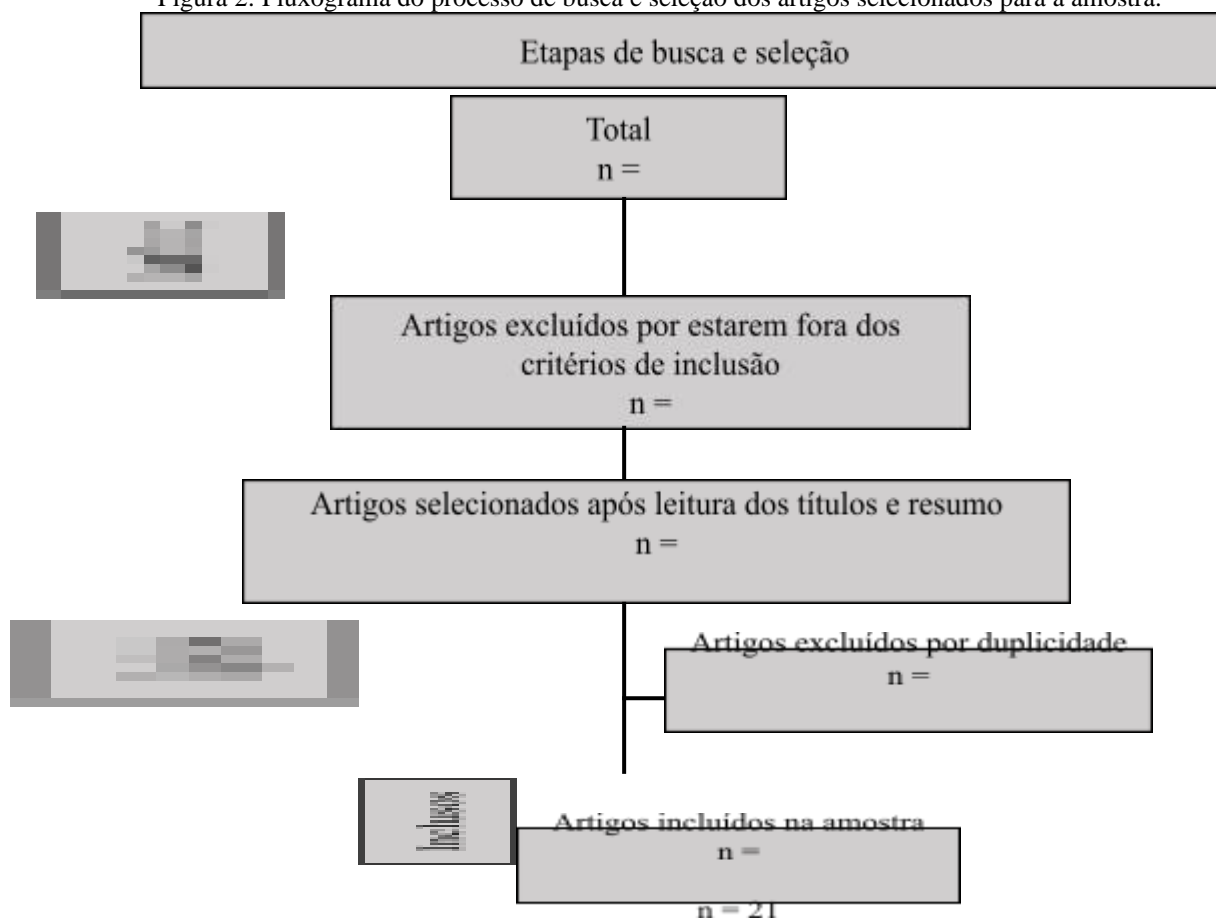 Figura 2. Fluxograma do processo de busca e seleção dos artigos selecionados para a amostra.
Etapas de busca e seleção
Total
n =
Artigos excluídos por estarem fora dos
critérios de inclusão
n =
Artigos selecionados após leitura dos títulos e resumo
n =
Artigos excluídos por duplicidade
n =
Inclusos
Artigos incluídos na amostra
n =
n = 21